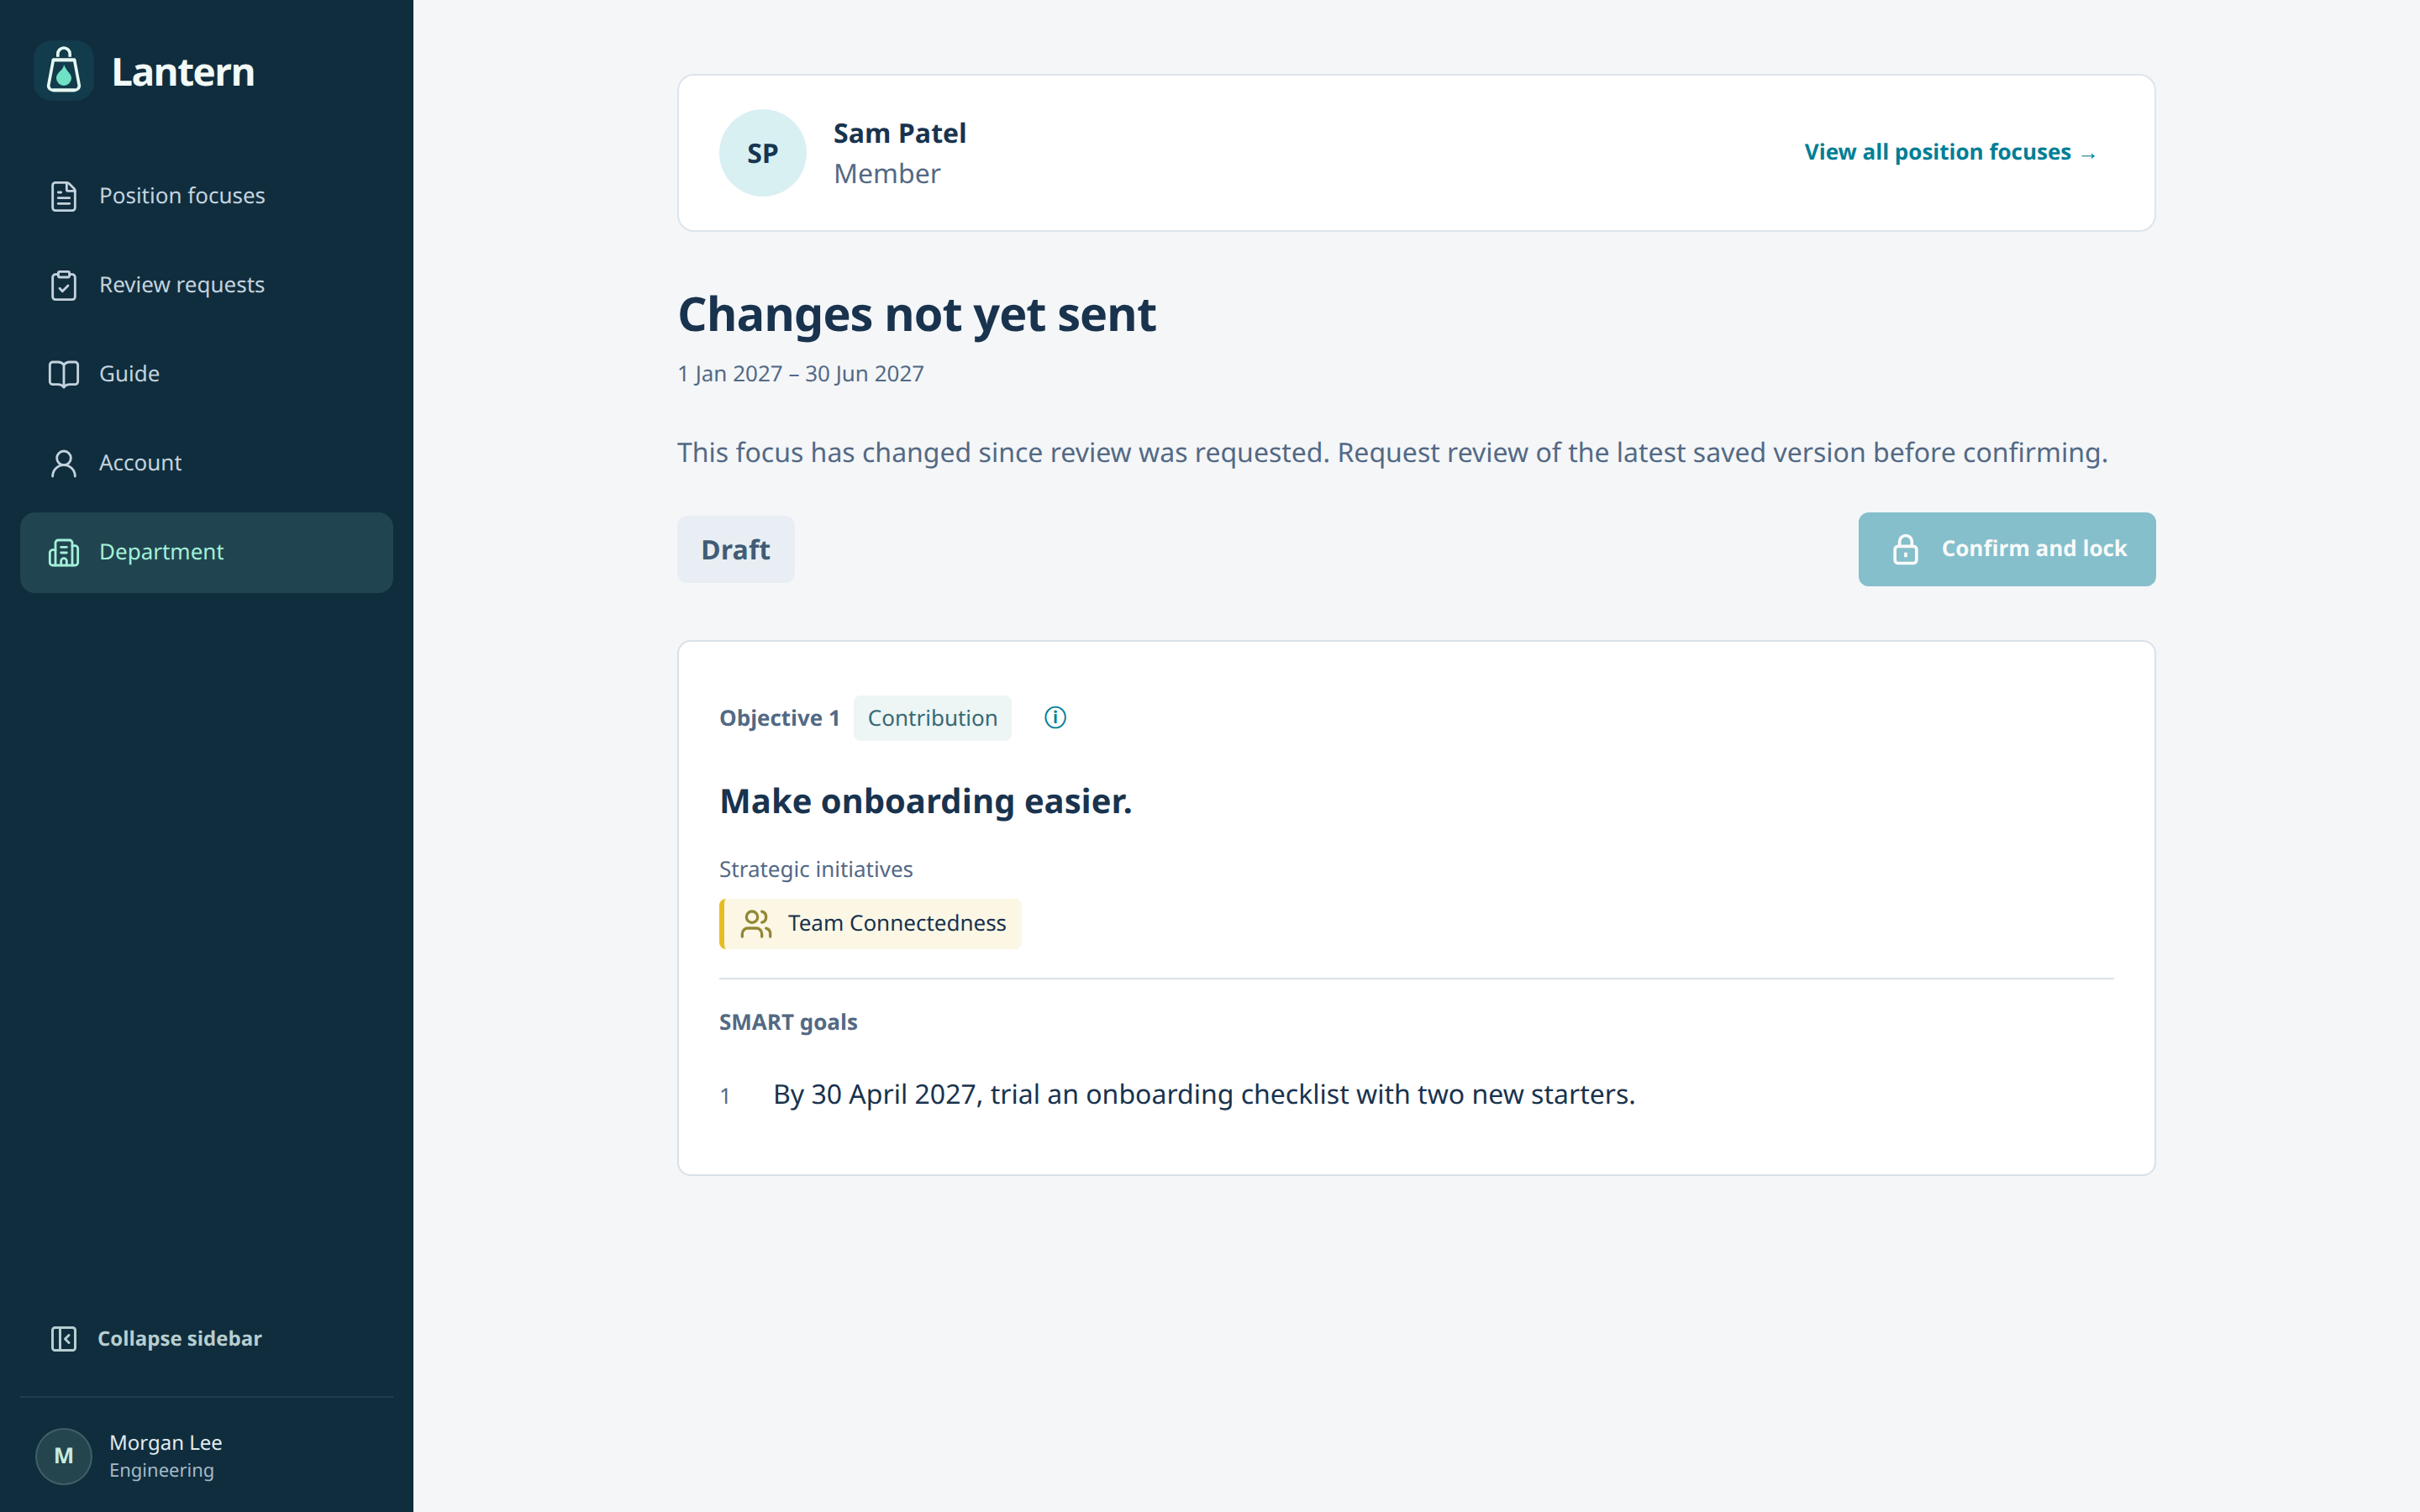 Lantern
Position focuses
Review requests
Guide
Account
Department
Collapse sidebar
M
Morgan Lee
Engineering
SP
Sam Patel
Member
View all position focuses →
Changes not yet sent
1 Jan 2027 – 30 Jun 2027
This focus has changed since review was requested. Request review of the latest saved version before confirming.
Draft
Confirm and lock
Objective 1
Contribution
Make onboarding easier.
Strategic initiatives
Team Connectedness
SMART goals
1 By 30 April 2027, trial an onboarding checklist with two new starters.